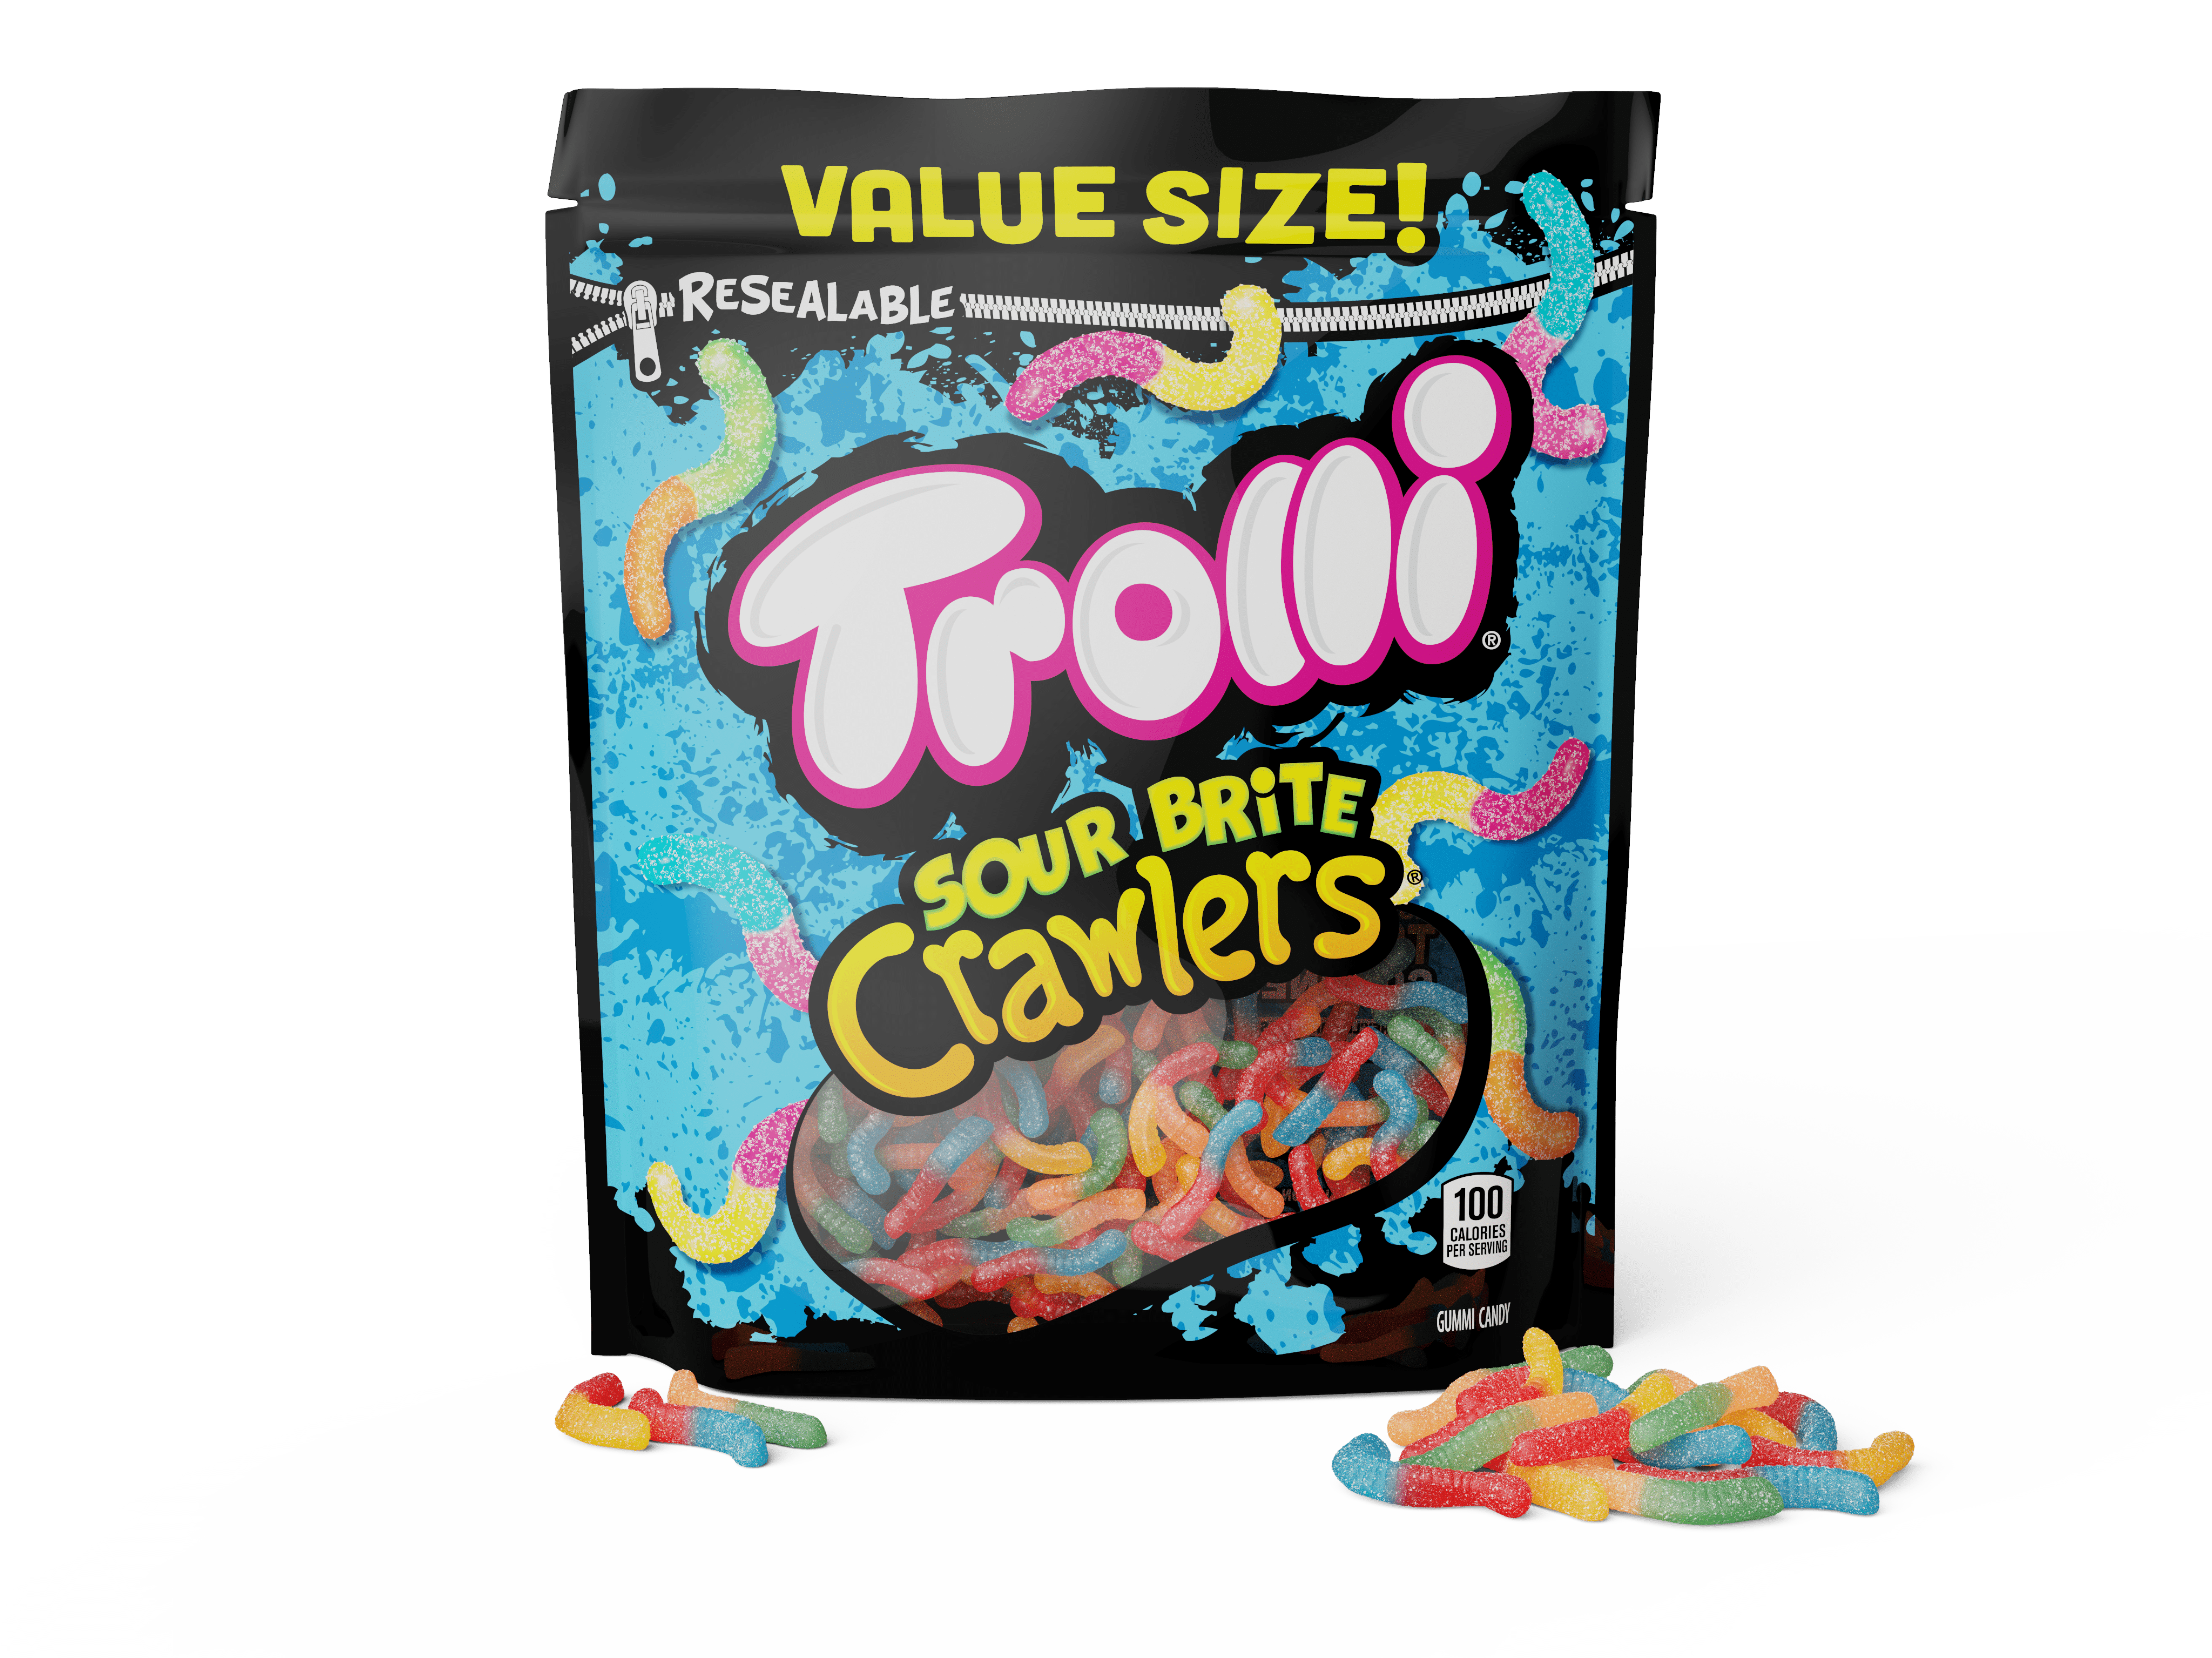 VALUE SIZE!
RESEALABLE
Trolli®
SOUR BRiTE
Crawlers®
100
CALORIES
PER SERVING
GUMMI CANDY